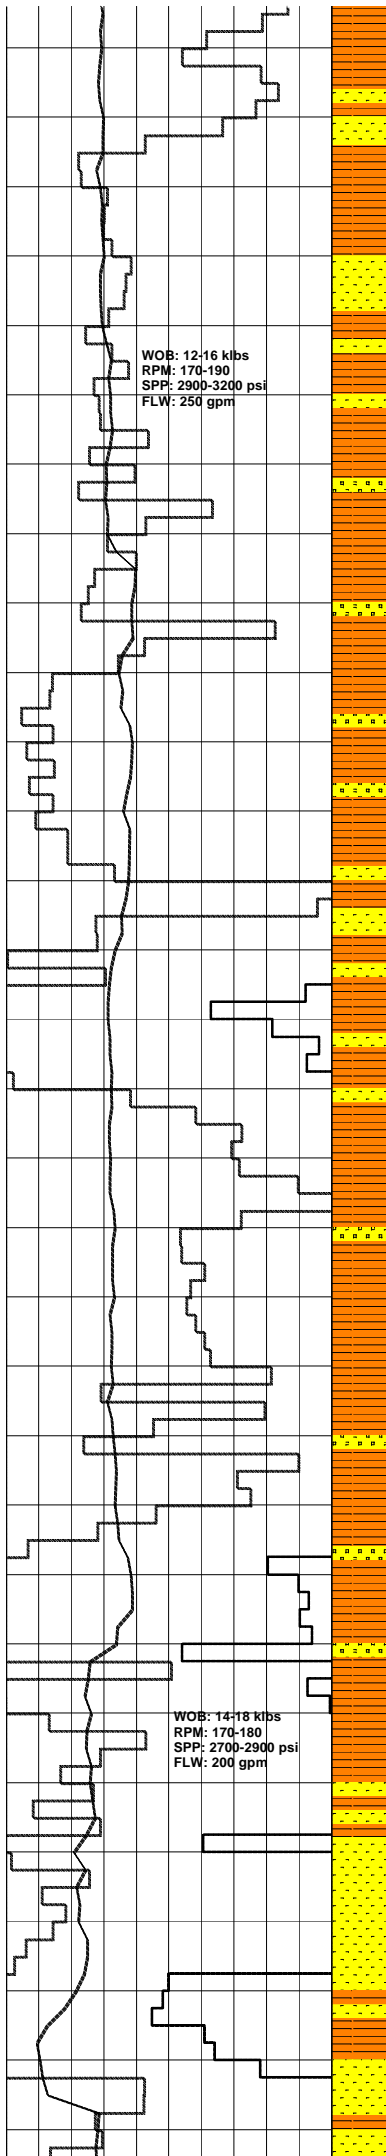 WOB: 12-16 klbs
RPM: 170-190
SPP: 2900-3200 psi
FLW: 250 gpm
WOB: 14-18 klbs
RPM: 170-180
SPP: 2700-2900 psi
FLW: 200 gpm